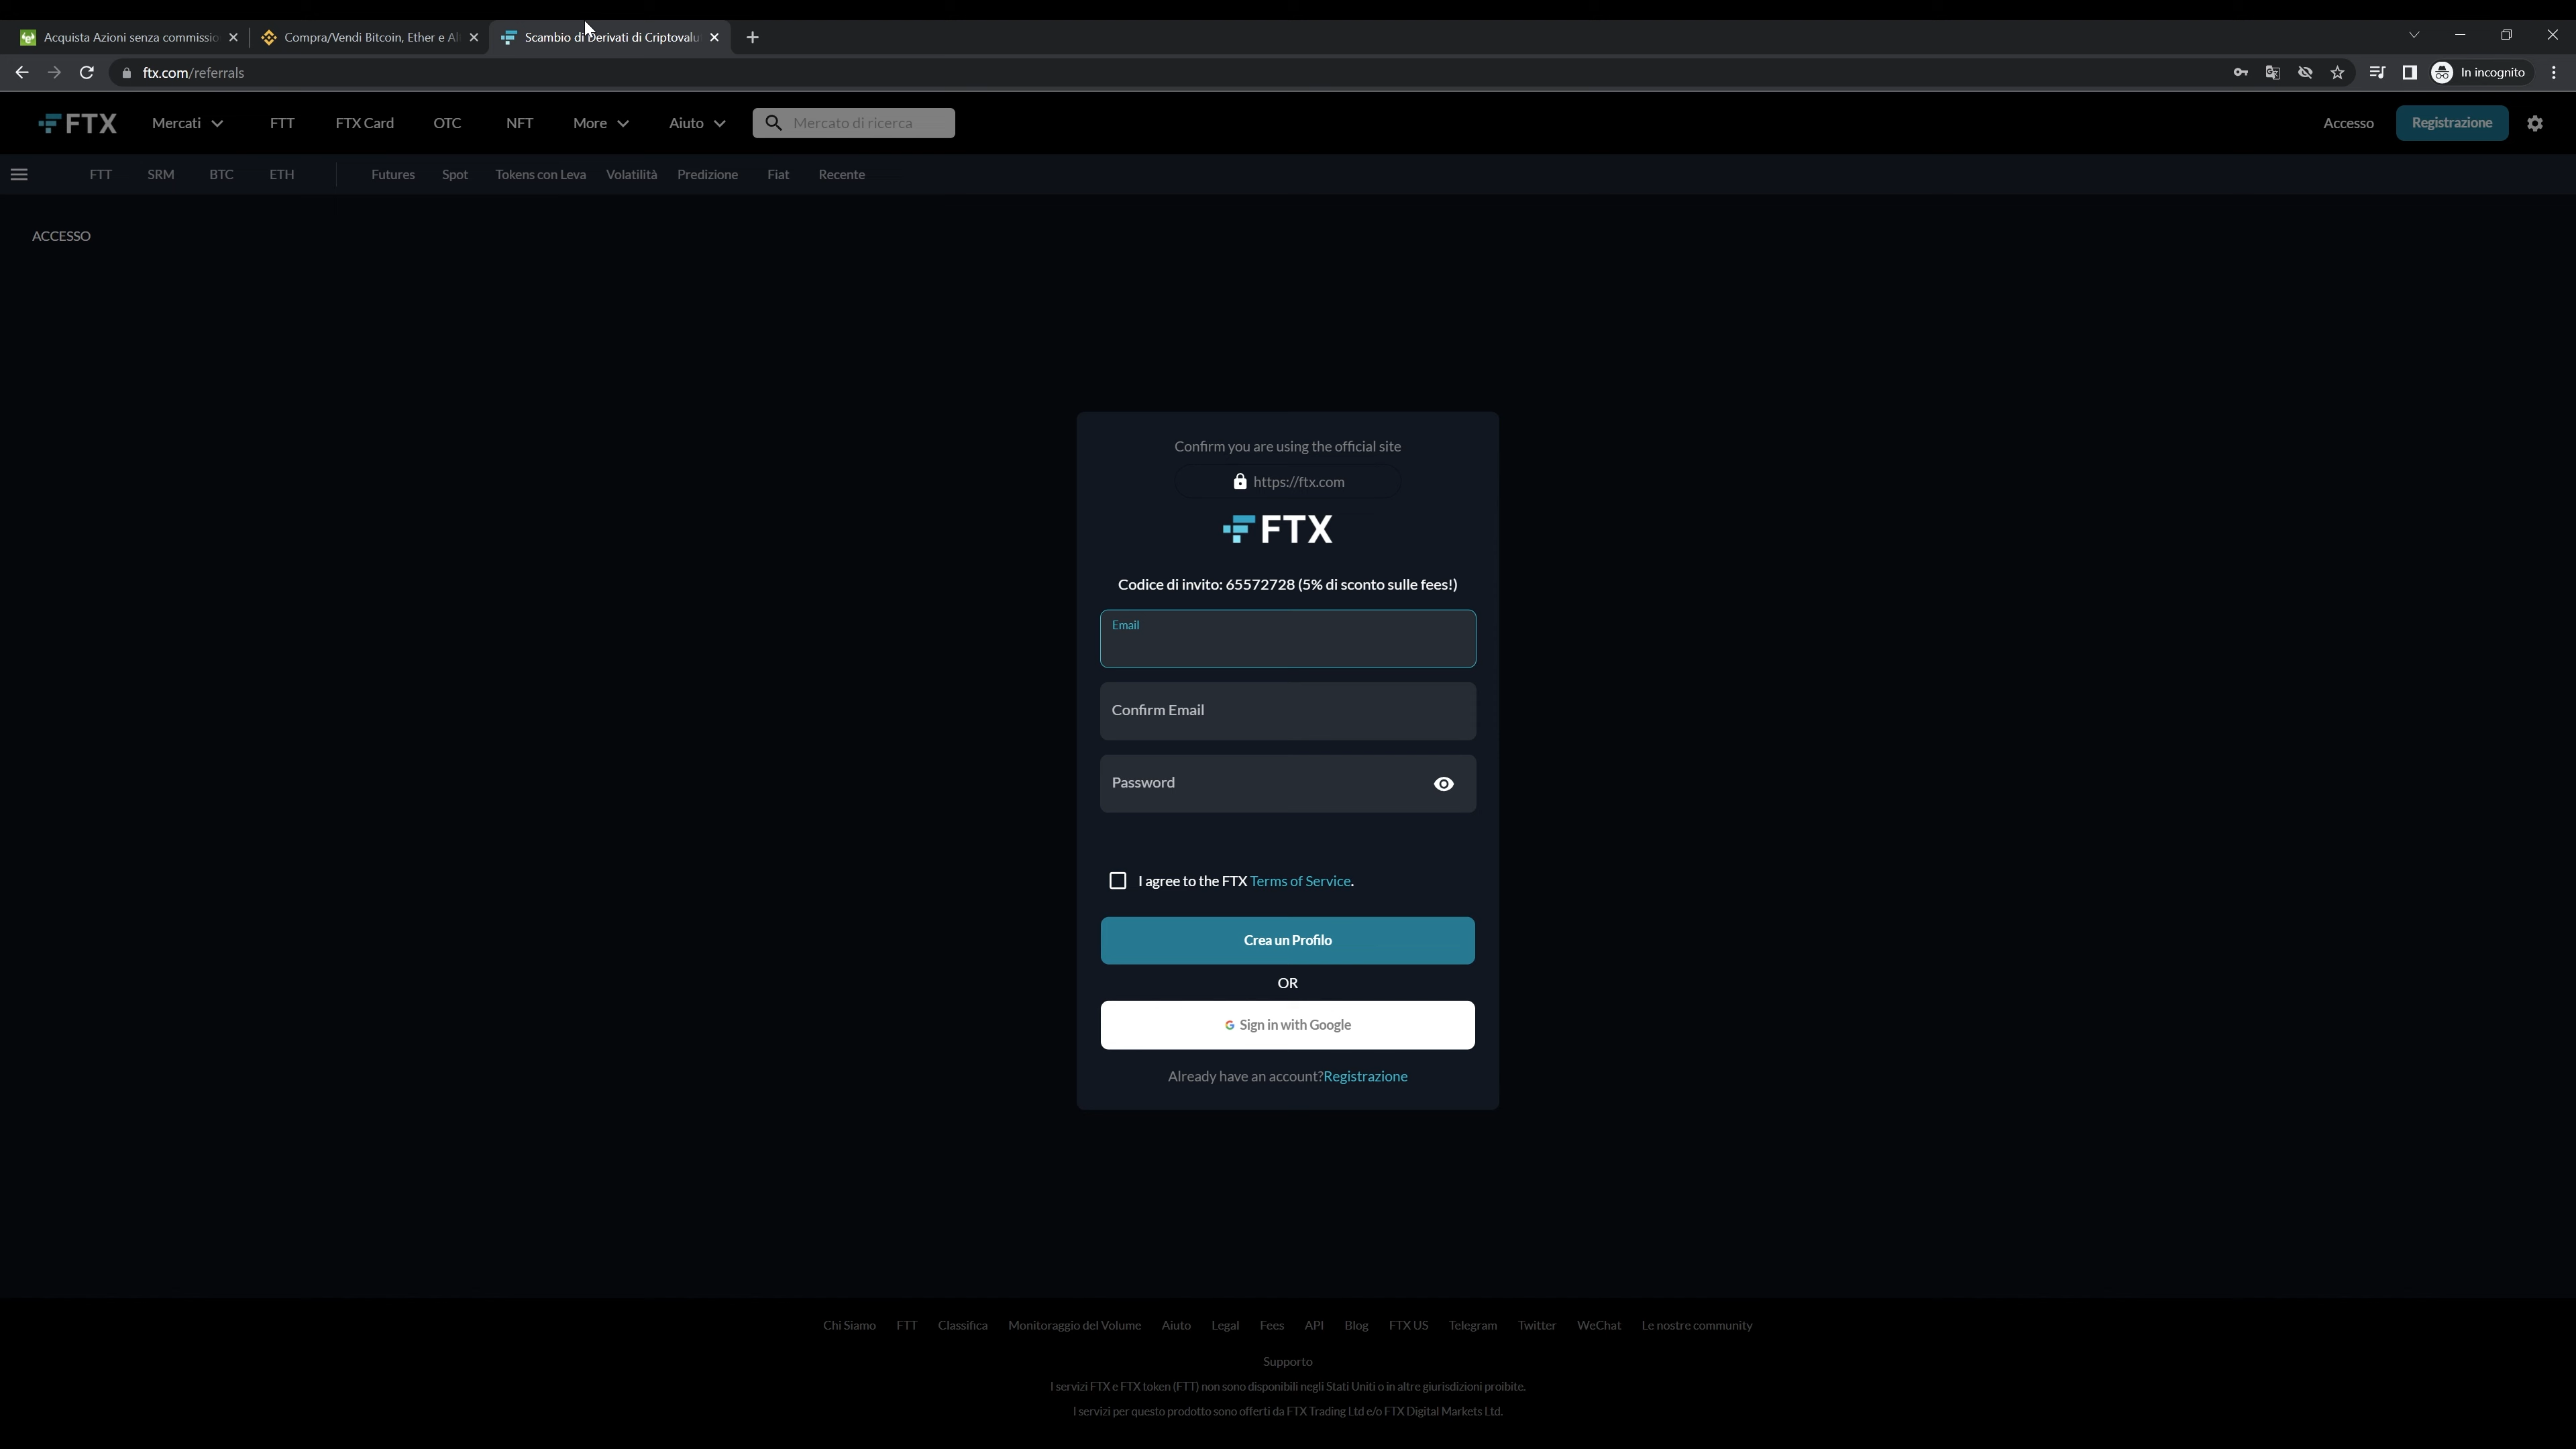 Acquista Azioni senza commissio
Compra/Vendi Bitcoin, Ether e Al
Scambio di Derivati di Criptovalut
ftx.com/referrals
In incognito
FTX
Mercati
FTT
FTX Card
OTC
NFT
More
Aiuto
Mercato di ricerca
Accesso
Registrazione
FTT
SRM
BTC
ETH
Futures
Spot
Tokens con Leva
Volatilità
Predizione
Fiat
Recente
ACCESSO
Confirm you are using the official site
https://ftx.com
FTX
Codice di invito: 65572728 (5% di sconto sulle fees!)
Email
Confirm Email
Password
I agree to the FTX Terms of Service.
Crea un Profilo
OR
Sign in with Google
Already have an account?Registrazione
Chi Siamo
FTT
Classifica
Monitoraggio del Volume
Aiuto
Legal
Fees
API
Blog
FTX US
Telegram
Twitter
WeChat
Le nostre community
Supporto
I servizi FTX e FTX token (FTT) non sono disponibili negli Stati Uniti o in altre giurisdizioni proibite.
I servizi per questo prodotto sono offerti da FTX Trading Ltd e/o FTX Digital Markets Ltd.